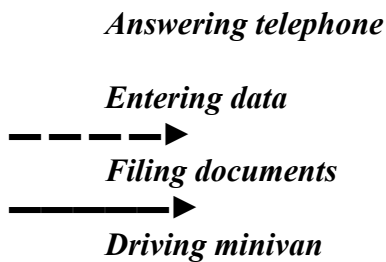 Answering telephone
Entering data
Filing documents
Driving minivan